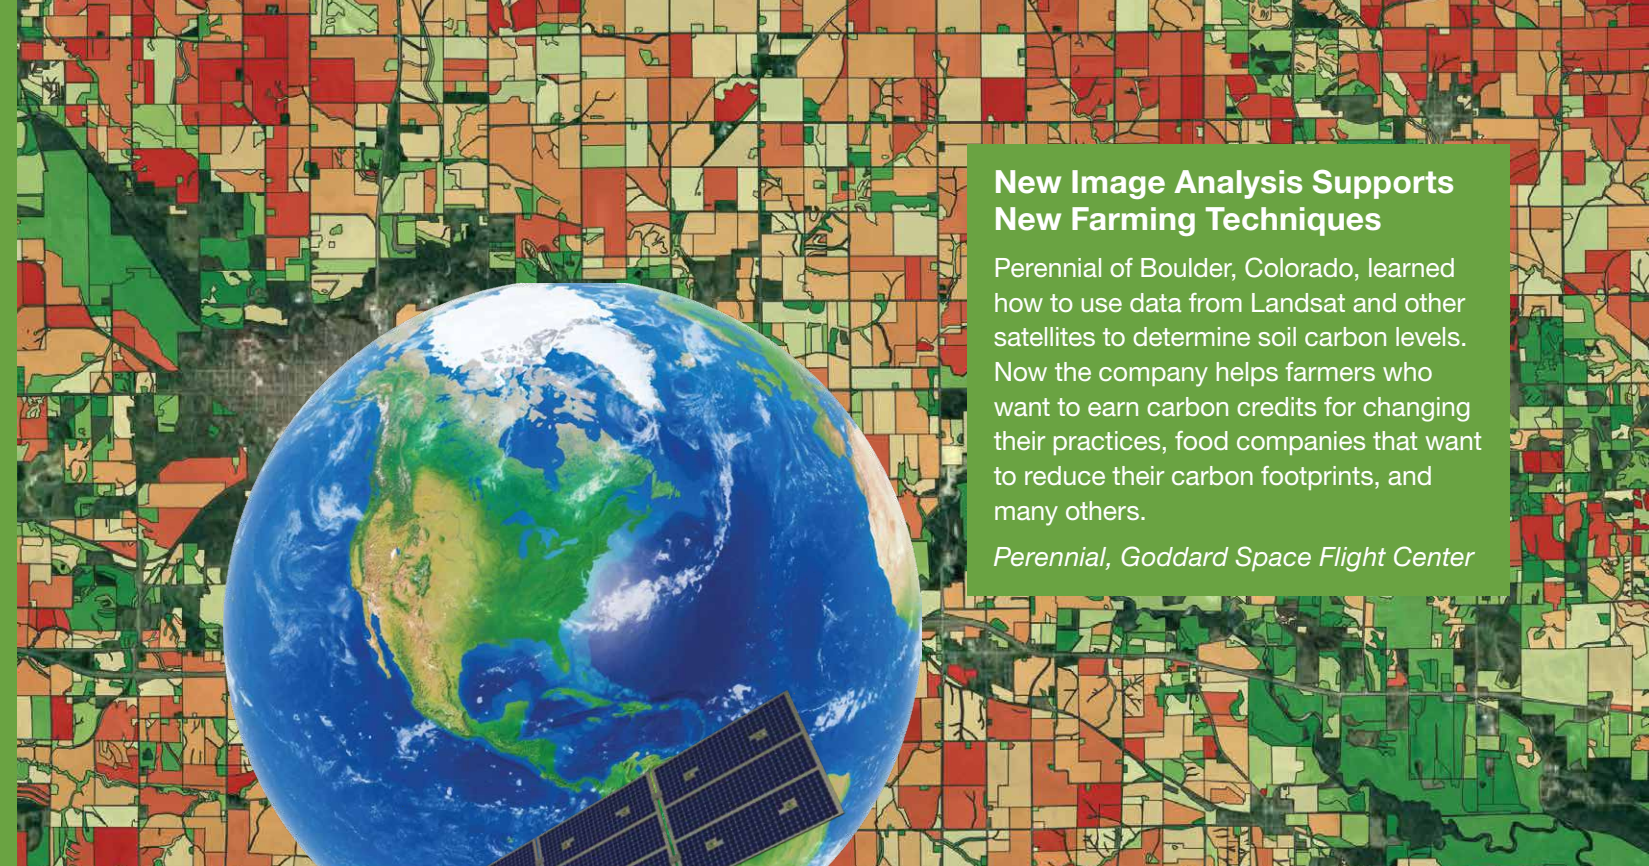 New Image Analysis Supports
New Farming Techniques
Perennial of Boulder, Colorado, learned
how to use data from Landsat and other
satellites to determine soil carbon levels.
Now the company helps farmers who
want to earn carbon credits for changing
their practices, food companies that want
to reduce their carbon footprints, and
many others.
Perennial, Goddard Space Flight Center